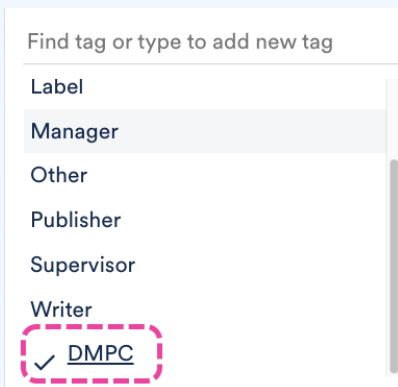 Find tag or type to add new tag
Label
Manager
Other
Publisher
Supervisor
Writer
DMPC